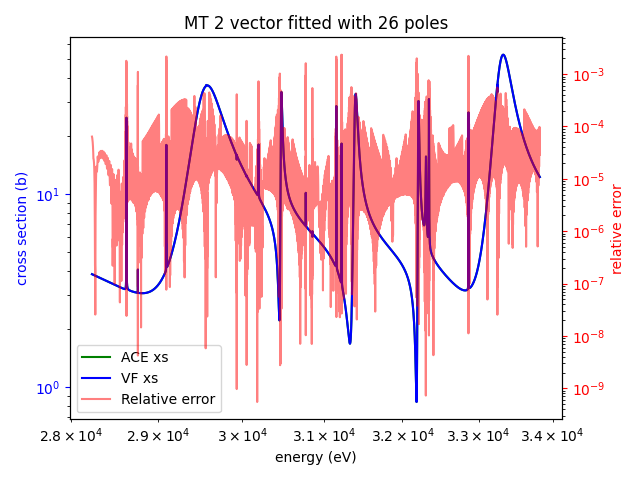 MT 2 vector fitted with 26 poles
cross section (b)
10¹
10⁰
ACE xs
VF xs
Relative error
10⁻³
10⁻⁴
10⁻⁵
10⁻⁶
10⁻⁷
10⁻⁸
10⁻⁹
relative error
2.8 × 10⁴ 2.9 × 10⁴ 3 × 10⁴ 3.1 × 10⁴ 3.2 × 10⁴ 3.3 × 10⁴ 3.4 × 10⁴
energy (eV)